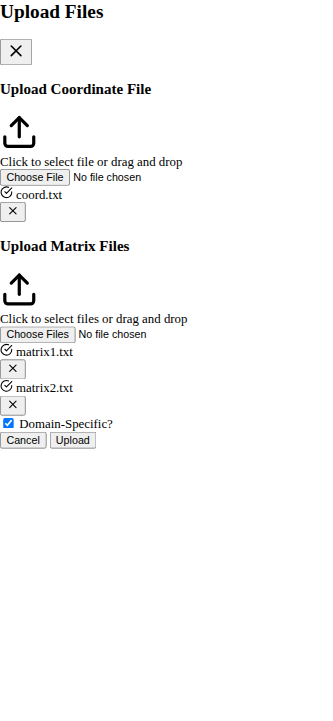 Upload Files
Upload Coordinate File
Click to select file or drag and drop
Choose File No file chosen
coord.txt
Upload Matrix Files
Click to select files or drag and drop
Choose Files No file chosen
matrix1.txt
matrix2.txt
Domain-Specific?
Cancel Upload